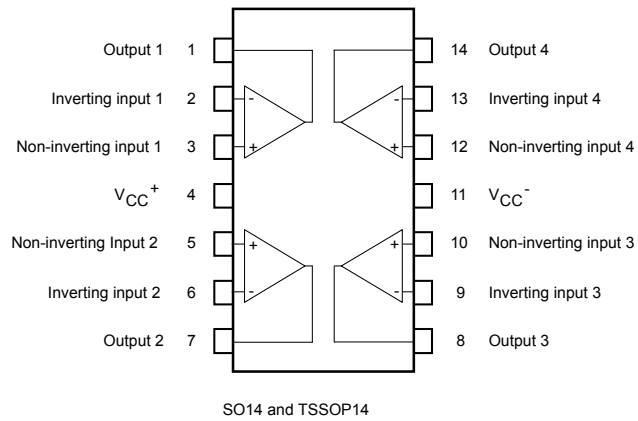 Output 1 1 14 Output 4
Inverting input 1 2 - - 13 Inverting input 4
Non-inverting input 1 3 + + 12 Non-inverting input 4
VCC+ 4 11 VCC-
Non-inverting Input 2 5 + + 10 Non-inverting input 3
Inverting input 2 6 - - 9 Inverting input 3
Output 2 7 8 Output 3
SO14 and TSSOP14